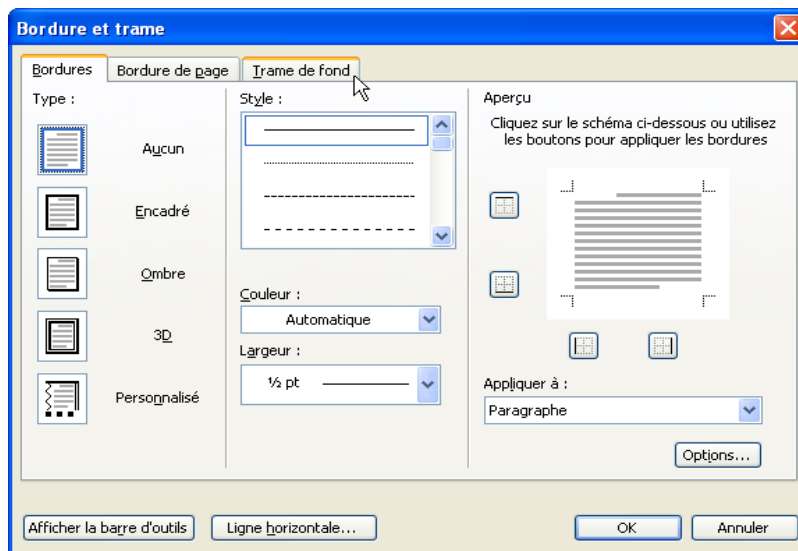 Bordure et trame
Bordures
Bordure de page
Trame de fond
Type :
Aucun
Encadré
Ombre
3D
Personnalisé
Style :
Couleur :
Automatique
Largeur :
½ pt
Aperçu
Cliquez sur le schéma ci-dessous ou utilisez
les boutons pour appliquer les bordures
Appliquer à :
Paragraphe
Options...
Afficher la barre d'outils
Ligne horizontale...
OK
Annuler